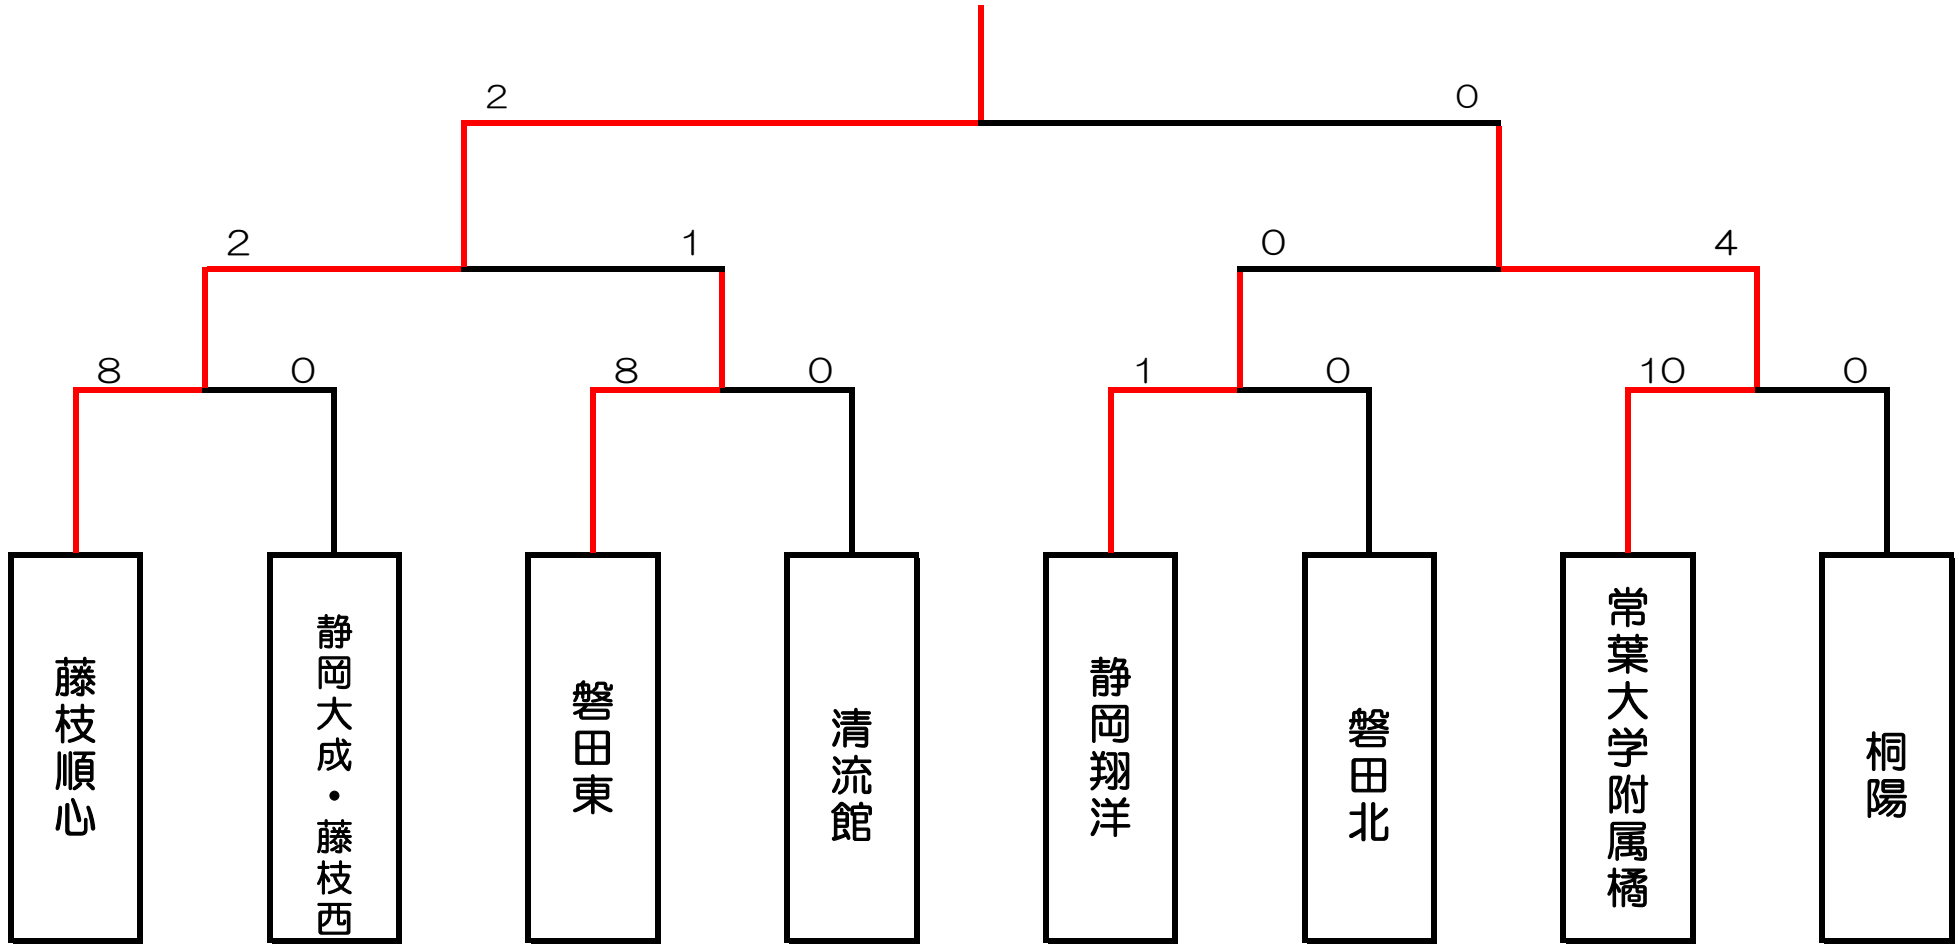 ２　０
２　１　０　４
８　０　８　０　１　０　10　０
藤枝順心
静岡大成・藤枝西
磐田東
清流館
静岡翔洋
磐田北
常葉大学附属橘
桐陽